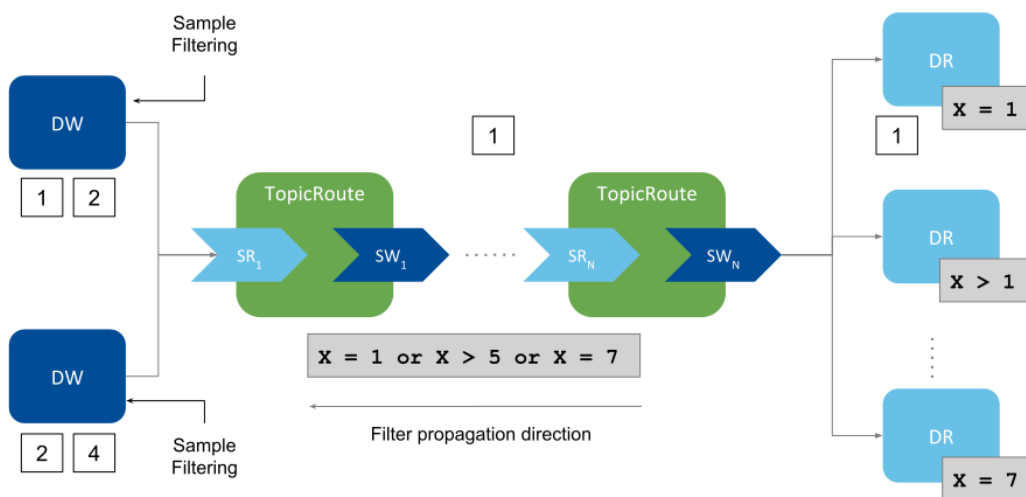 Sample
Filtering
DW
1
2
DR
X = 1
1
1
TopicRoute
TopicRoute
SR1
SW1
SRN
SWN
DR
X > 1
X = 1 or X > 5 or X = 7
Filter propagation direction
DW
2
4
Sample
Filtering
DR
X = 7